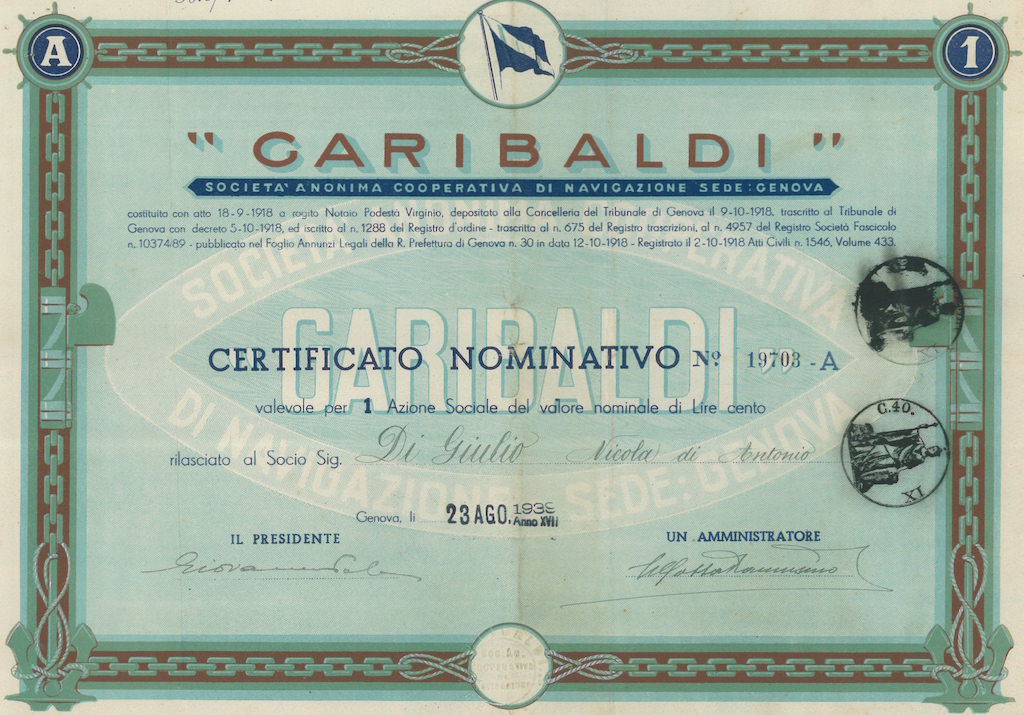 A
1
" GARIBALDI "
SOCIETA' ANONIMA COOPERATIVA DI NAVIGAZIONE SEDE: GENOVA
costituita con atto 18-9-1918 a rogito Notaio Podestà Virginio, depositato alla Cancelleria del Tribunale di Genova il 9-10-1918, trascritto al Tribunale di
Genova con decreto 5-10-1918, ed iscritto al n. 1288 del Registro d'ordine - trascritta al n. 675 del Registro trascrizioni, al n. 4957 del Registro Società Fascicolo
n. 10374/89 - pubblicato nel Foglio Annunzi Legali della R. Prefettura di Genova n. 30 in data 12-10-1918 - Registrato il 2-10-1918 Atti Civili n. 1546, Volume 433.
SOCIETÀ ANONIMA COOPERATIVA
"GARIBALDI"
DI NAVIGAZIONE SEDE: GENOVA
CERTIFICATO NOMINATIVO Nº 19703 - A
valevole per 1 Azione Sociale del valore nominale di Lire cento
C.40.
rilasciato al Socio Sig. Di Giulio Nicola di Antonio
XI
Genova, li 23 AGO. 1939 Anno XVII
IL PRESIDENTE
UN AMMINISTRATORE